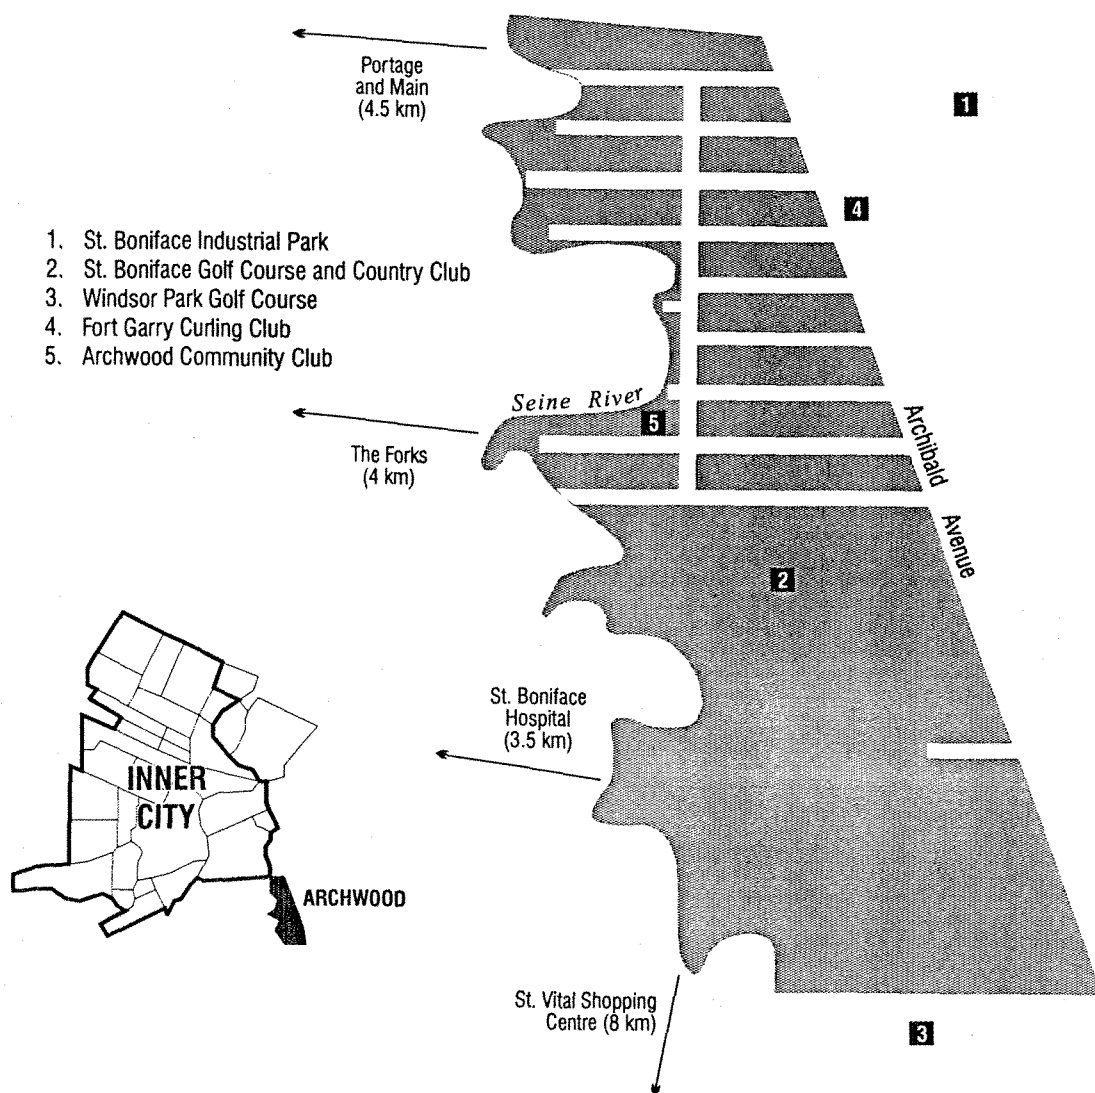 Portage
and Main
(4.5 km)
1
4
1. St. Boniface Industrial Park
2. St. Boniface Golf Course and Country Club
3. Windsor Park Golf Course
4. Fort Garry Curling Club
5. Archwood Community Club
Seine River
5
The Forks
(4 km)
Archibald
Avenue
2
St. Boniface
Hospital
(3.5 km)
INNER
CITY
ARCHWOOD
St. Vital Shopping
Centre (8 km)
3